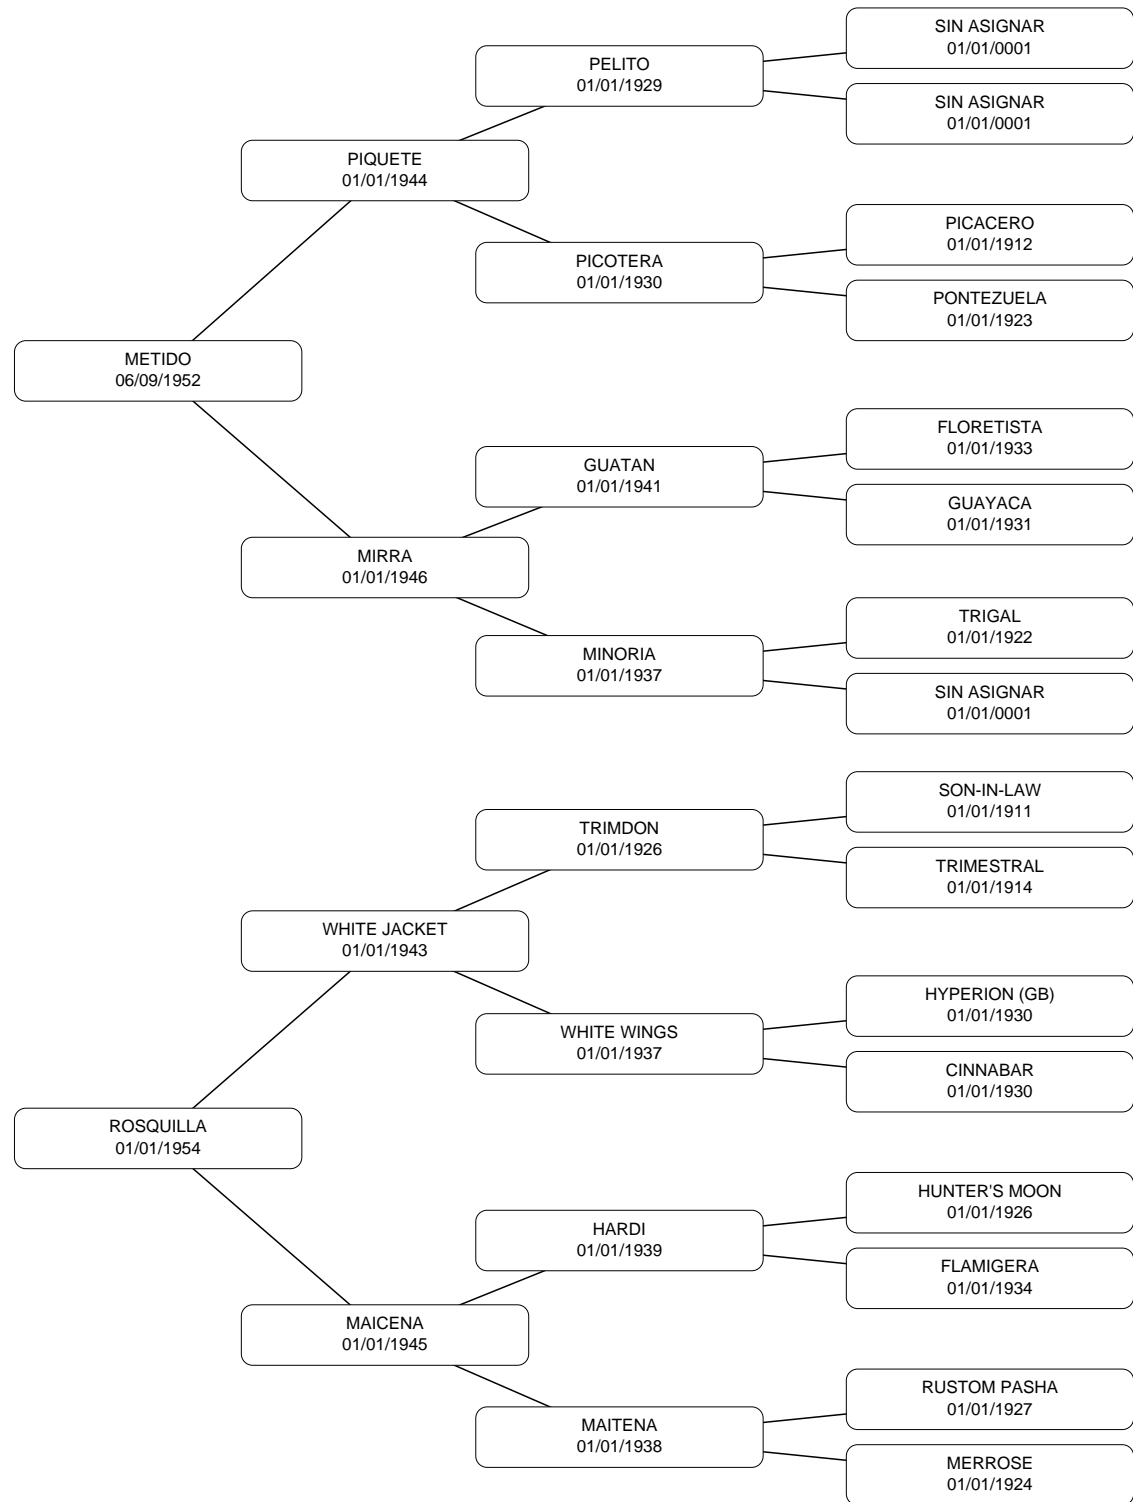 SIN ASIGNAR
01/01/0001
PELITO
01/01/1929
SIN ASIGNAR
01/01/0001
PIQUETE
01/01/1944
PICACERO
01/01/1912
PICOTERA
01/01/1930
PONTEZUELA
01/01/1923
METIDO
06/09/1952
FLORETISTA
01/01/1933
GUATAN
01/01/1941
GUAYACA
01/01/1931
MIRRA
01/01/1946
TRIGAL
01/01/1922
MINORIA
01/01/1937
SIN ASIGNAR
01/01/0001
SON-IN-LAW
01/01/1911
TRIMDON
01/01/1926
TRIMESTRAL
01/01/1914
WHITE JACKET
01/01/1943
HYPERION (GB)
01/01/1930
WHITE WINGS
01/01/1937
CINNABAR
01/01/1930
ROSQUILLA
01/01/1954
HUNTER'S MOON
01/01/1926
HARDI
01/01/1939
FLAMIGERA
01/01/1934
MAICENA
01/01/1945
RUSTOM PASHA
01/01/1927
MAITENA
01/01/1938
MERROSE
01/01/1924